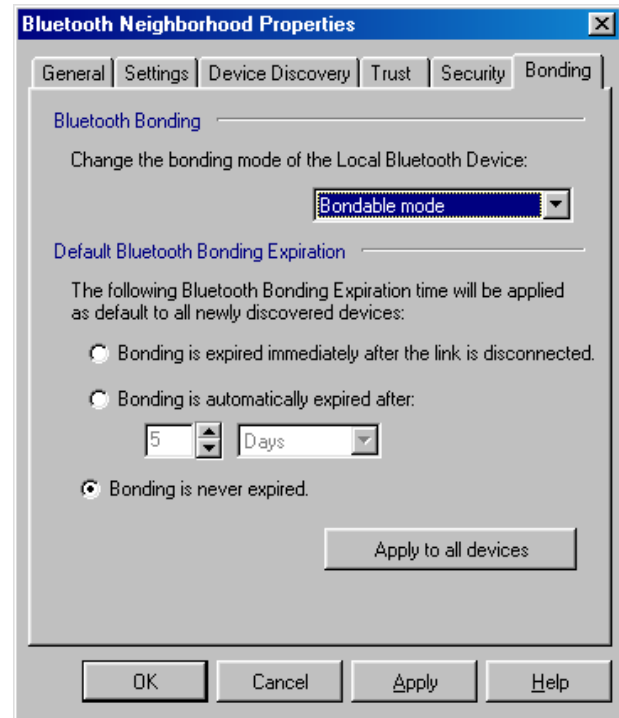 Bluetooth Neighborhood Properties
General Settings Device Discovery Trust Security Bonding
Bluetooth Bonding
Change the bonding mode of the Local Bluetooth Device:
Bondable mode
Default Bluetooth Bonding Expiration
The following Bluetooth Bonding Expiration time will be applied
as default to all newly discovered devices:
Bonding is expired immediately after the link is disconnected.
Bonding is automatically expired after:
5 Days
Bonding is never expired.
Apply to all devices
OK Cancel Apply Help